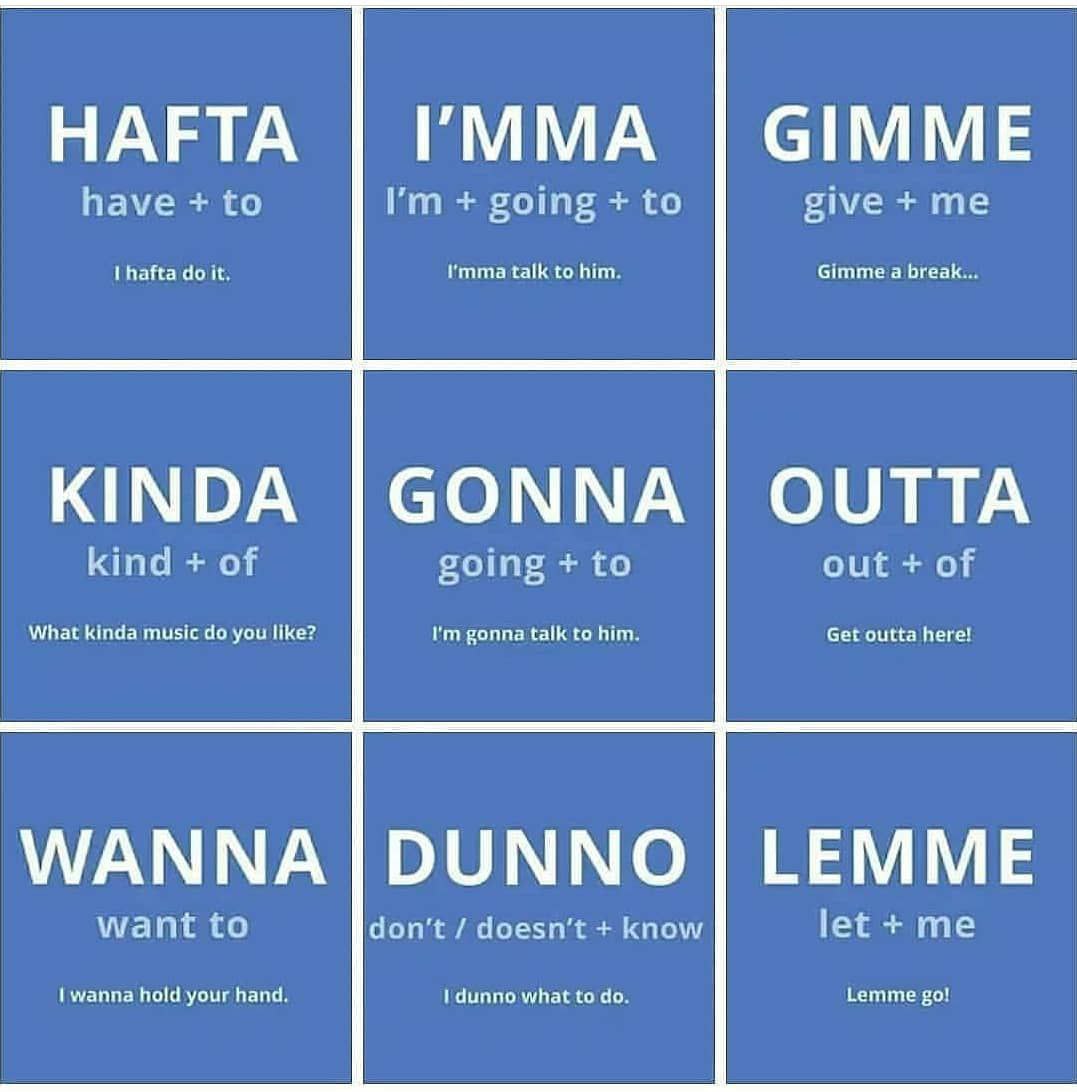 HAFTA
have + to
I hafta do it.
I’MMA
I’m + going + to
I’mma talk to him.
GIMME
give + me
Gimme a break...
KINDA
kind + of
What kinda music do you like?
GONNA
going + to
I’m gonna talk to him.
OUTTA
out + of
Get outta here!
WANNA
want to
I wanna hold your hand.
DUNNO
don’t / doesn’t + know
I dunno what to do.
LEMME
let + me
Lemme go!